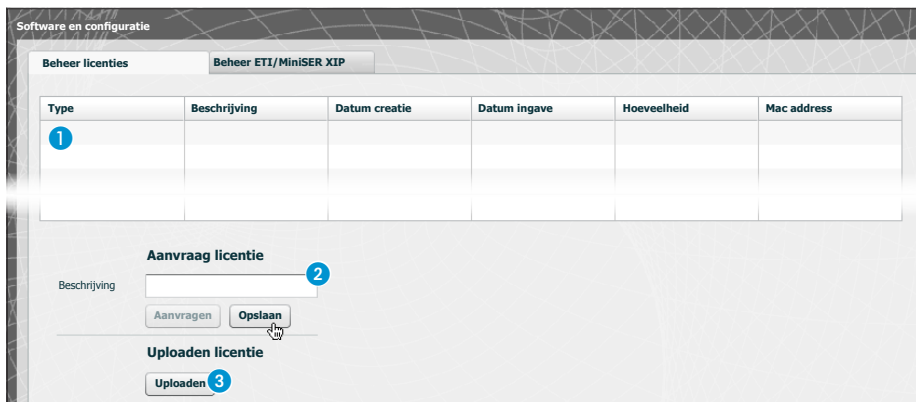 Software en configuratie
Beheer licenties Beheer ETI/MiniSER XIP
Type Beschrijving Datum creatie Datum ingave Hoeveelheid Mac address
1
Aanvraag licentie
2
Beschrijving
Aanvragen Opslaan
Uploaden licentie
Uploaden 3